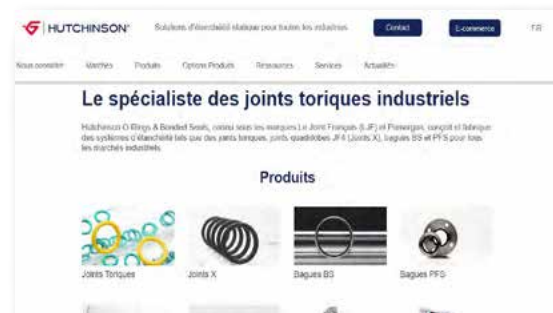 HUTCHINSON®
Solutions d'étanchéité statique pour toutes les industries
Contact
E-commerce
FR
Nous connaître Marchés Produits Options Produits Ressources Services Actualités
Le spécialiste des joints toriques industriels
Hutchinson O-Rings & Bonded Seals, connu sous les marques Le Joint Français (LJF) et , conçoit et fabrique
des systèmes d'étanchéité tels que des joints toriques, joints quadrilobes JF4 (Joints X), bagues BS et PFS pour tous
les marchés industriels.
Produits
Joints Toriques
Joints X
Bagues BS
Bagues PFS